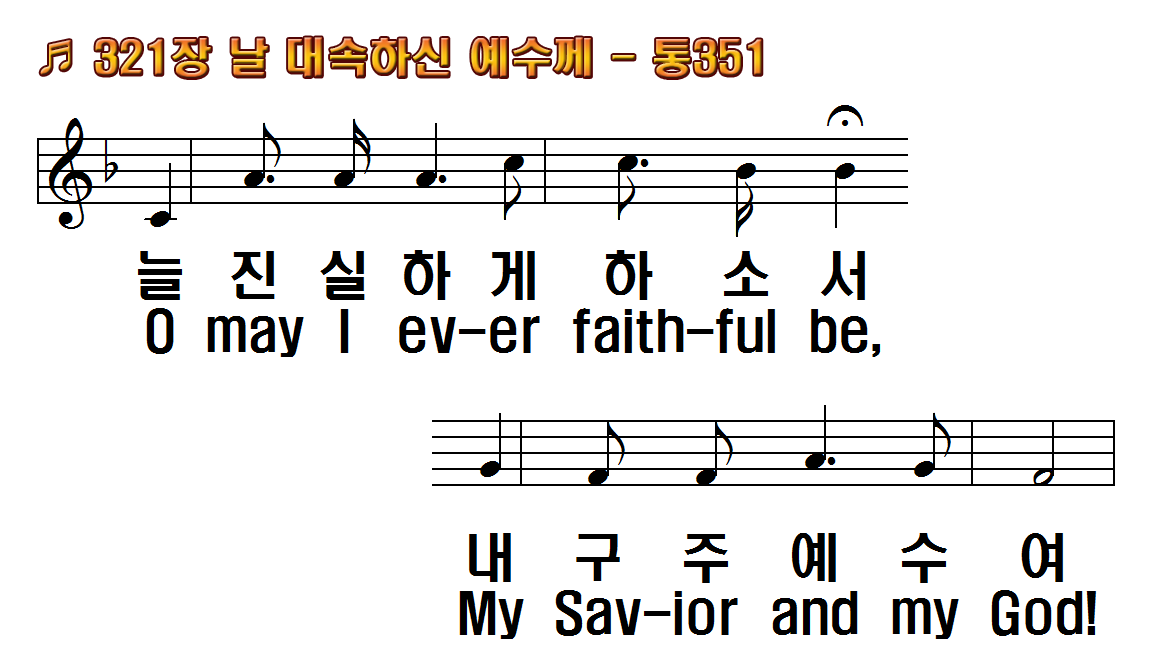 ♬ 321장 날 대속하신 예수께 - 통351
늘 진 실 하 게 하 소 서
O may I ev-er faith-ful be,
내 구 주 예 수 여
My Sav-ior and my God!